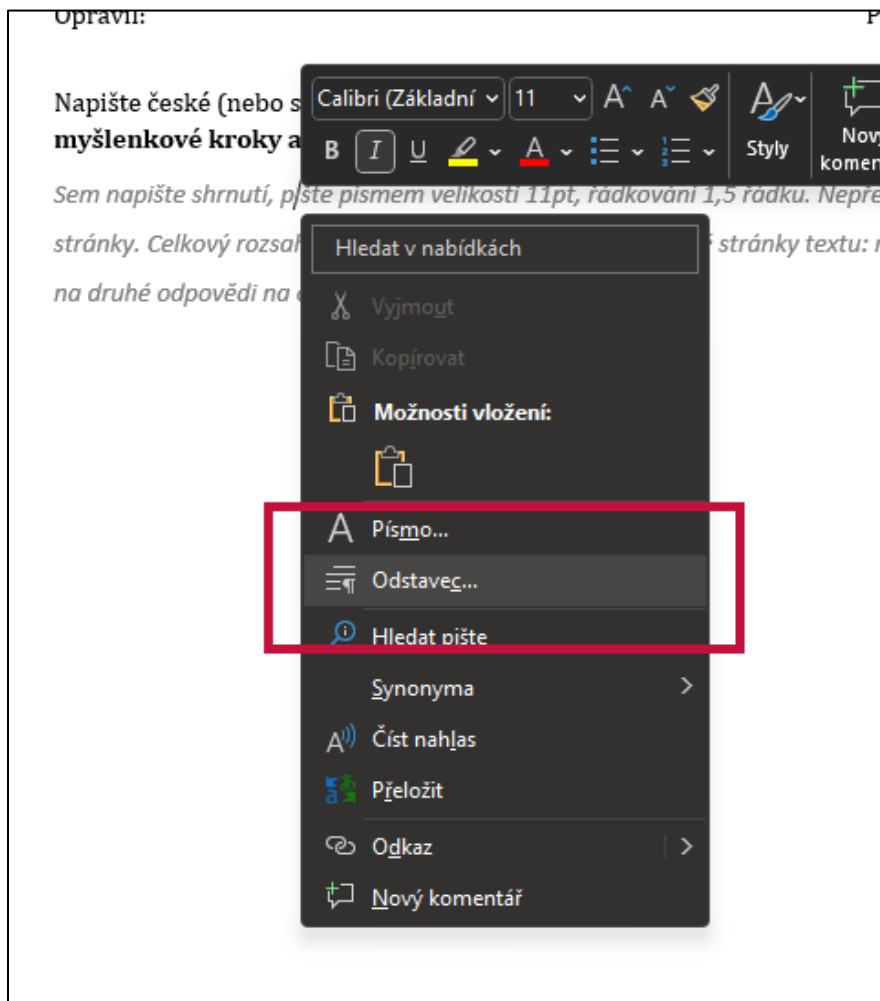 Opravil:
Napište české (nebo s
myšlenkové kroky a
Calibri (Základní 11
B I U A
Styly
Nový
komen
Sem napište shrnutí, pište písmem velikosti 11pt, řádkování 1,5 řádku. Nepře
stránky. Celkový rozsah
stránky textu: n
na druhé odpovědi na
Hledat v nabídkách
Vyjmout
Kopírovat
Možnosti vložení:
Písmo...
Odstavec...
Hledat pište
Synonyma
Číst nahlas
Přeložit
Odkaz
Nový komentář